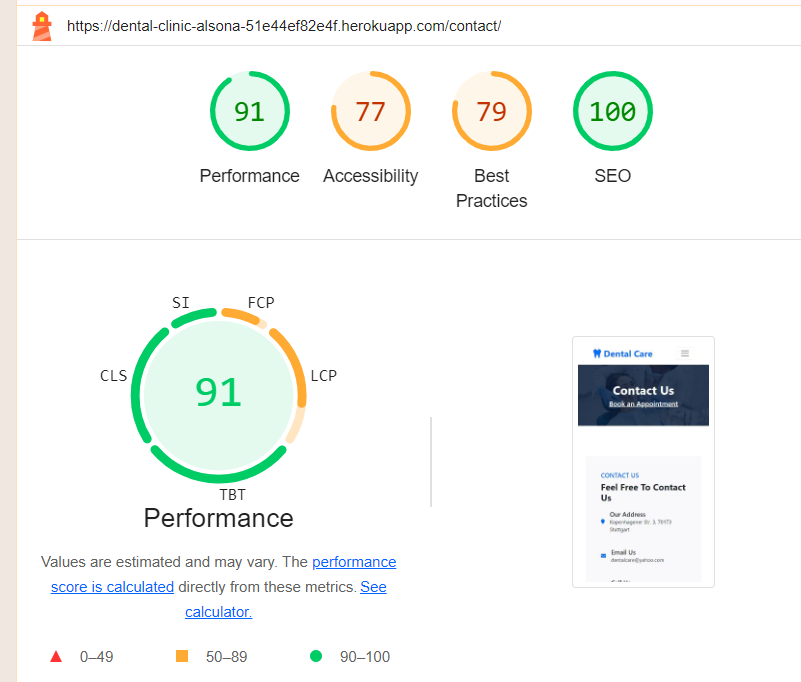 https://dental-clinic-alsona-51e44ef82e4f.herokuapp.com/contact/
91
77
79
100
Performance
Accessibility
Best
Practices
SEO
SI
FCP
CLS
LCP
91
TBT
Performance
Values are estimated and may vary. The performance
score is calculated directly from these metrics. See
calculator.
0–49
50–89
90–100
Dental Care
Contact Us
Book an Appointment
CONTACT US
Feel Free To Contact
Us
Our Address
Kopenhagener Str. 3, 70173
Stuttgart
Email Us
dentalcare@yahoo.com